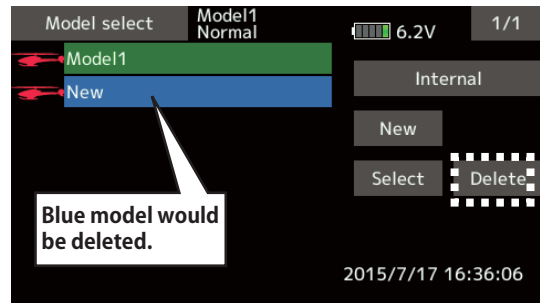 Model select
Model1
Normal
6.2V
1/1
Model1
New
Internal
New
Select
Delete
Blue model would
be deleted.
2015/7/17 16:36:06